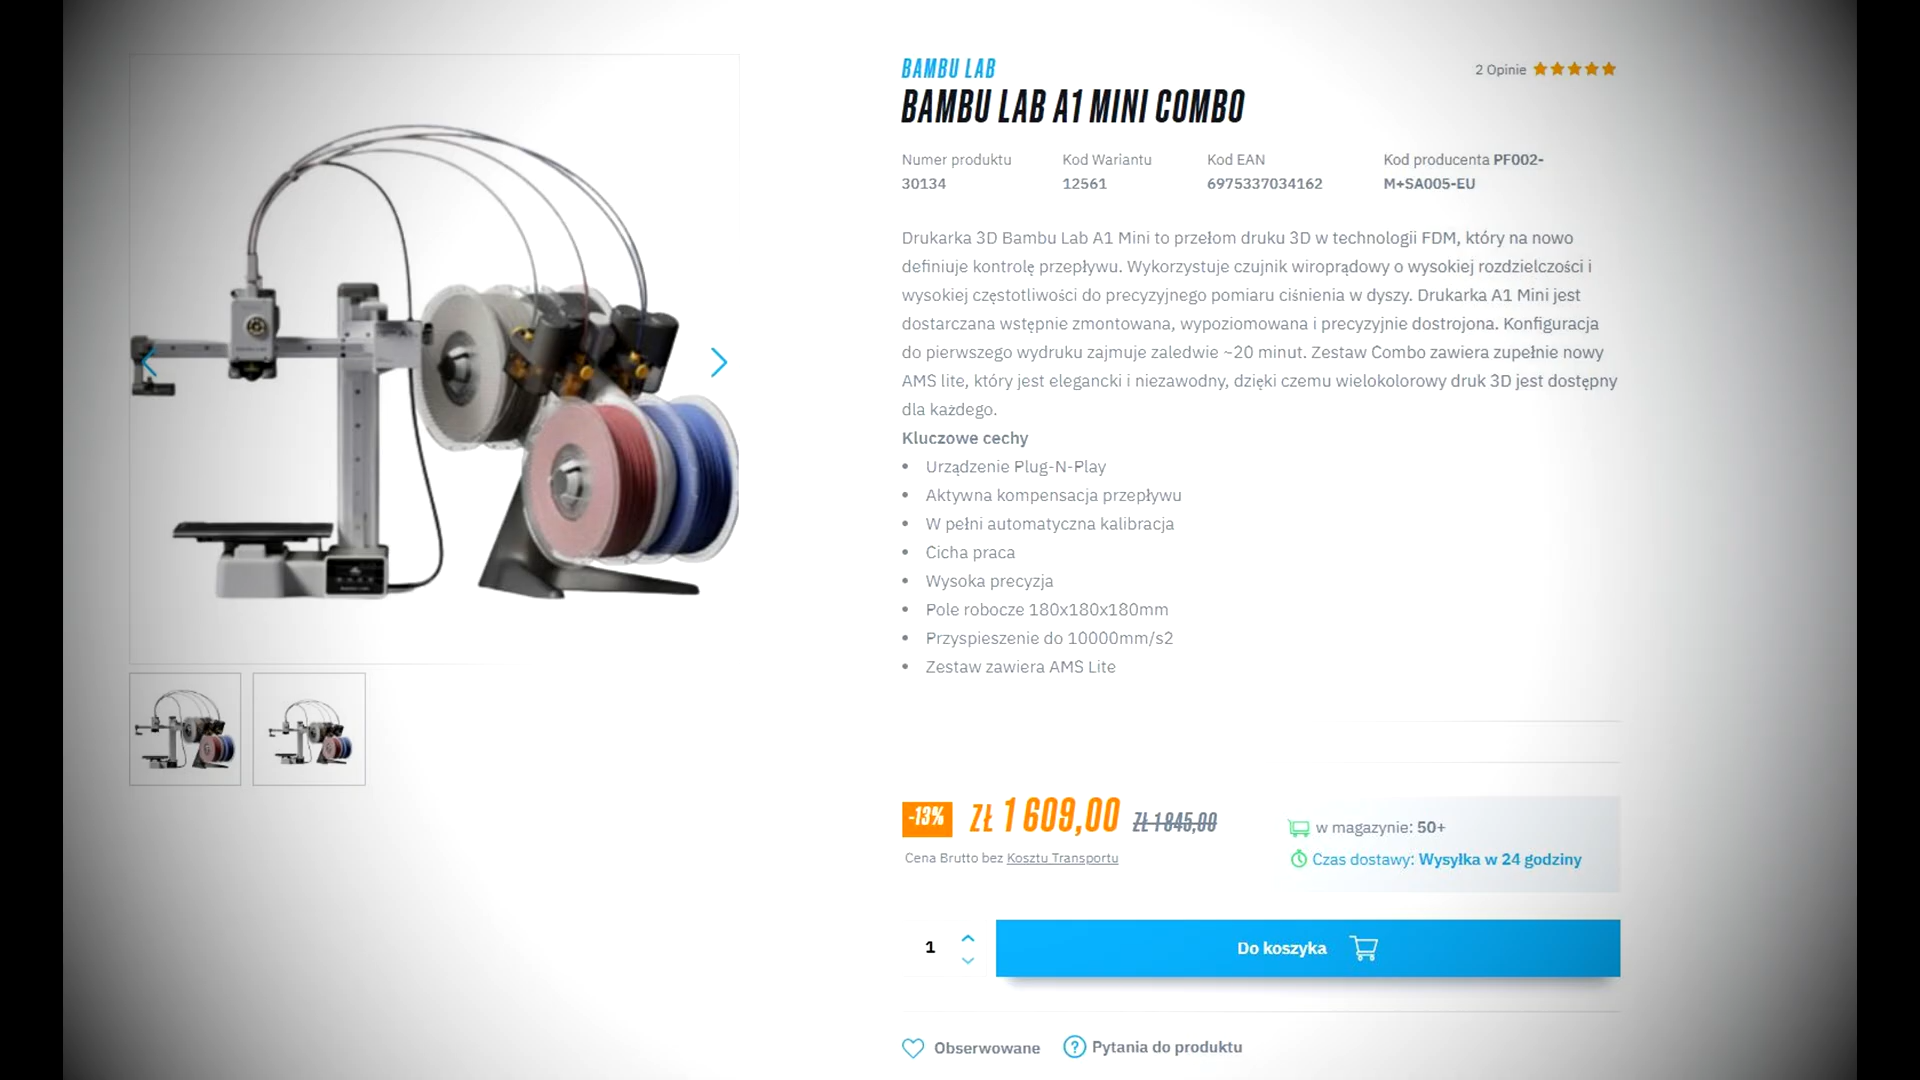 BAMBU LAB
2 Opinie
BAMBU LAB A1 MINI COMBO
Numer produktu
30134
Kod Wariantu
12561
Kod EAN
6975337034162
Kod producenta PF002-
M+SA005-EU
Drukarka 3D Bambu Lab A1 Mini to przełom druku 3D w technologii FDM, który na nowo
definiuje kontrolę przepływu. Wykorzystuje czujnik wiroprądowy o wysokiej rozdzielczości i
wysokiej częstotliwości do precyzyjnego pomiaru ciśnienia w dyszy. Drukarka A1 Mini jest
dostarczana wstępnie zmontowana, wypoziomowana i precyzyjnie dostrojona. Konfiguracja
do pierwszego wydruku zajmuje zaledwie ~20 minut. Zestaw Combo zawiera zupełnie nowy
AMS lite, który jest elegancki i niezawodny, dzięki czemu wielokolorowy druk 3D jest dostępny
dla każdego.
Kluczowe cechy
• Urządzenie Plug-N-Play
• Aktywna kompensacja przepływu
• W pełni automatyczna kalibracja
• Cicha praca
• Wysoka precyzja
• Pole robocze 180x180x180mm
• Przyspieszenie do 10000mm/s2
• Zestaw zawiera AMS Lite
-13% ZŁ 1 609,00 ZŁ 1 845,00
Cena Brutto bez Kosztu Transportu
w magazynie: 50+
Czas dostawy: Wysyłka w 24 godziny
1
Do koszyka
Obserwowane
Pytania do produktu